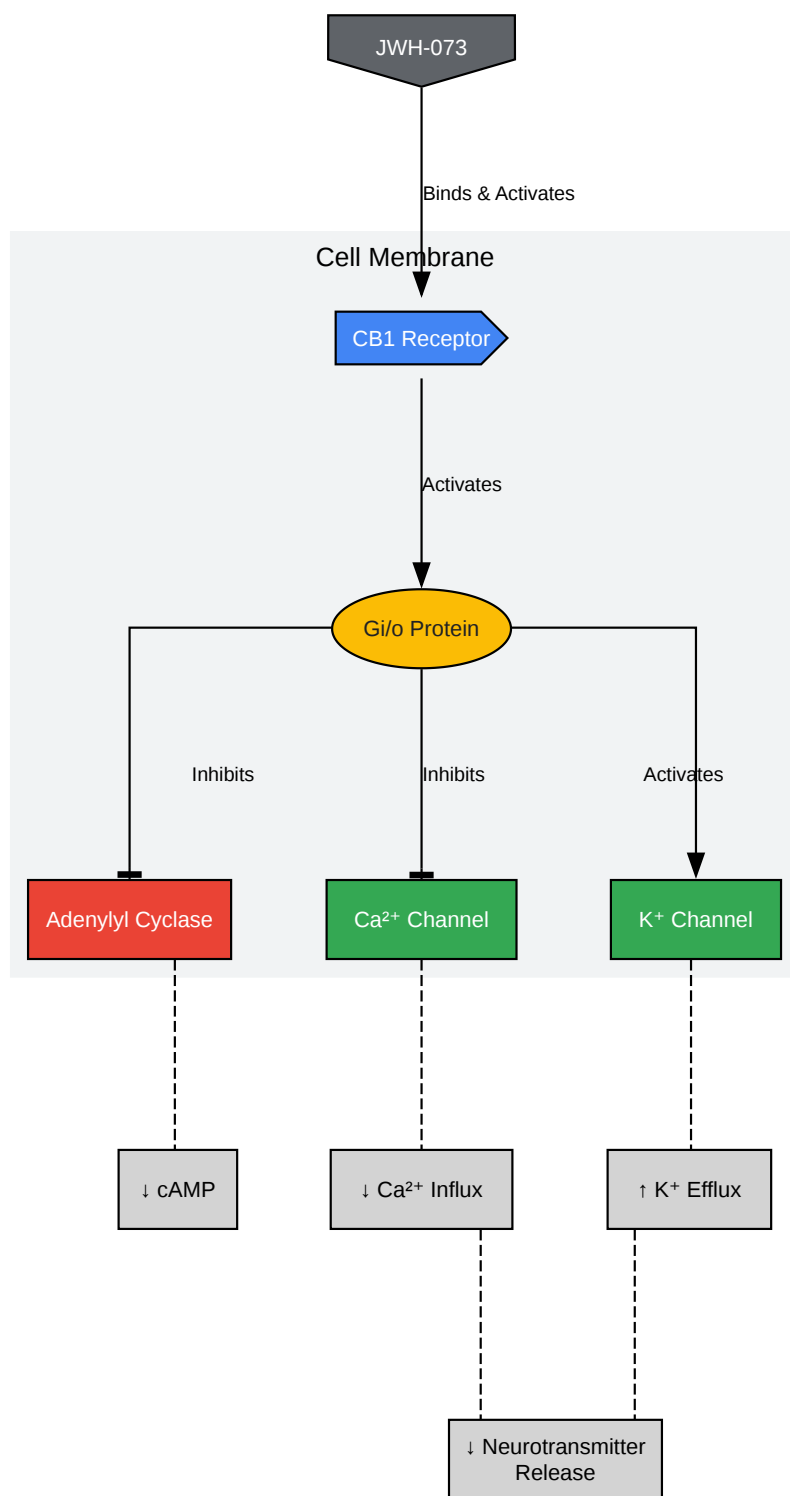 JWH-073
Binds & Activates
Cell Membrane
CB1 Receptor
Activates
Gi/o Protein
Inhibits
Inhibits
Activates
Adenylyl Cyclase
Ca²⁺ Channel
K⁺ Channel
↓ cAMP
↓ Ca²⁺ Influx
↑ K⁺ Efflux
↓ Neurotransmitter
Release